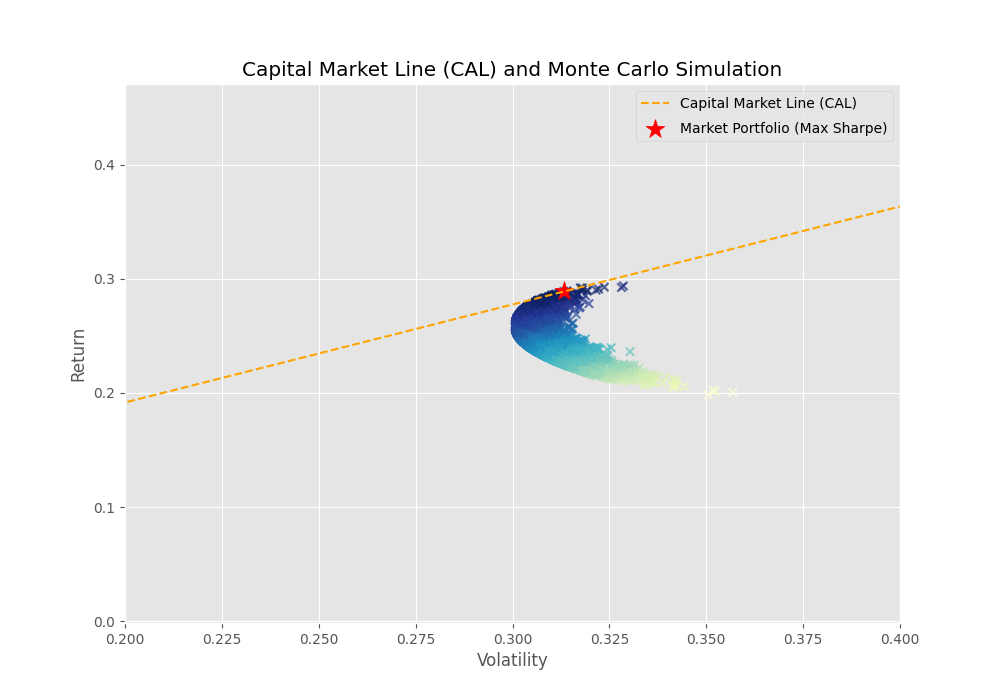 Capital Market Line (CAL) and Monte Carlo Simulation
Capital Market Line (CAL)
Market Portfolio (Max Sharpe)
Return
0.4
0.3
0.2
0.1
0.0
0.200 0.225 0.250 0.275 0.300 0.325 0.350 0.375 0.400
Volatility